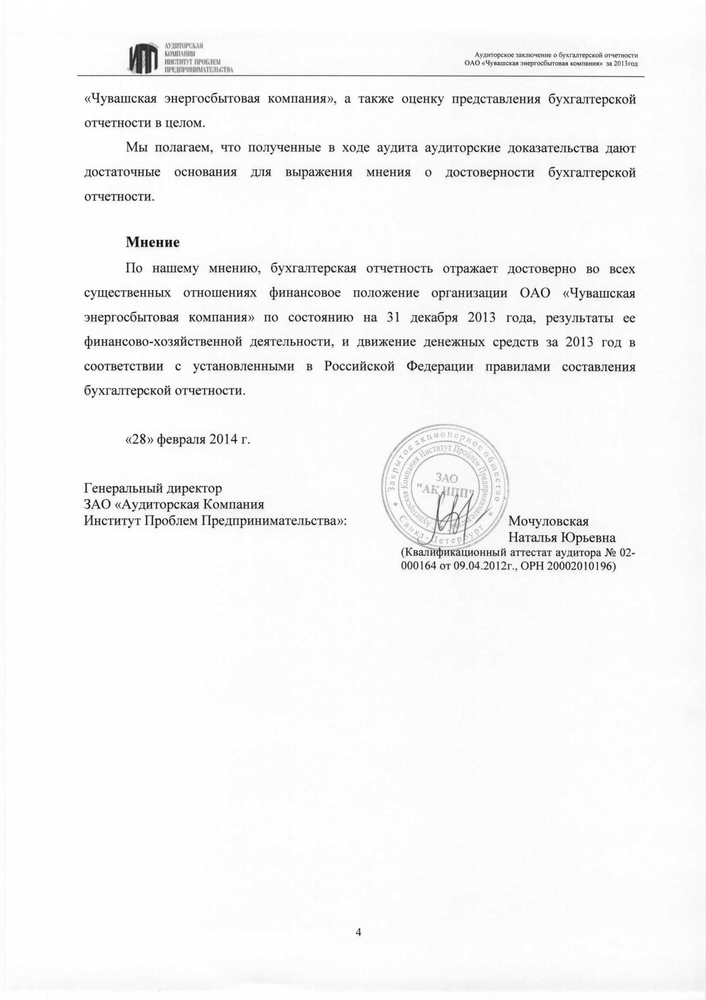 АУДИТОРСКАЯ
КОМПАНИЯ
ИНСТИТУТ ПРОБЛЕМ
ПРЕДПРИНИМАТЕЛЬСТВА
ИПП
Аудиторское заключение о бухгалтерской отчетности
ОАО «Чувашская энергосбытовая компания» за 2013год
«Чувашская энергосбытовая компания», а также оценку представления бухгалтерской
отчетности в целом.
Мы полагаем, что полученные в ходе аудита аудиторские доказательства дают
достаточные основания для выражения мнения о достоверности бухгалтерской
отчетности.
Мнение
По нашему мнению, бухгалтерская отчетность отражает достоверно во всех
существенных отношениях финансовое положение организации ОАО «Чувашская
энергосбытовая компания» по состоянию на 31 декабря 2013 года, результаты ее
финансово-хозяйственной деятельности, и движение денежных средств за 2013 год в
соответствии с установленными в Российской Федерации правилами составления
бухгалтерской отчетности.
«28» февраля 2014 г.
Генеральный директор
ЗАО «Аудиторская Компания
Институт Проблем Предпринимательства»:
Закрытое акционерное общество
* Санкт-Петербург *
"Аудиторская Компания Институт Проблем Предпринимательства" *
ЗАО
"АК ИПП"
Мочуловская
Наталья Юрьевна
(Квалификационный аттестат аудитора № 02-
000164 от 09.04.2012г., ОРН 20002010196)
4